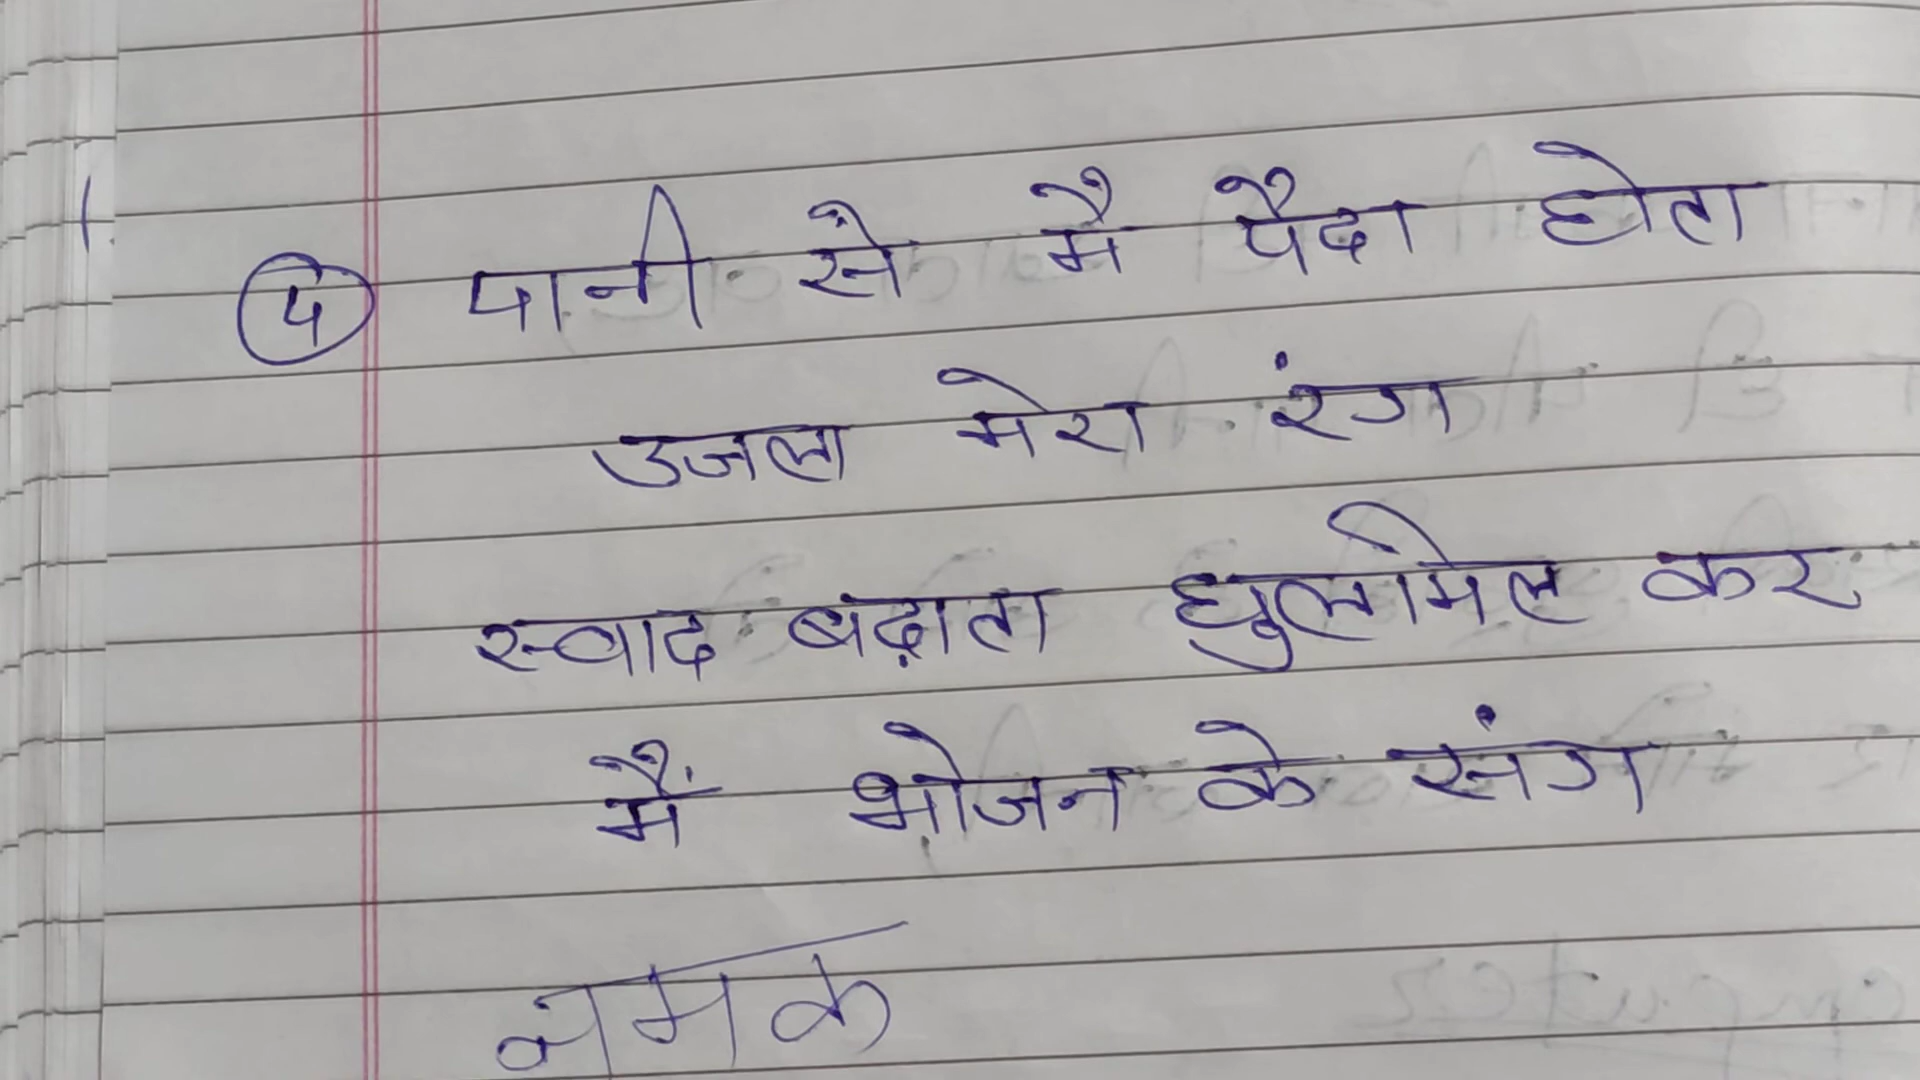 4 पानी से मै पैदा होता
उजला मेरा रंग
स्वाद बढ़ाता घुलमिल कर
मैं भोजन के संग
नमक